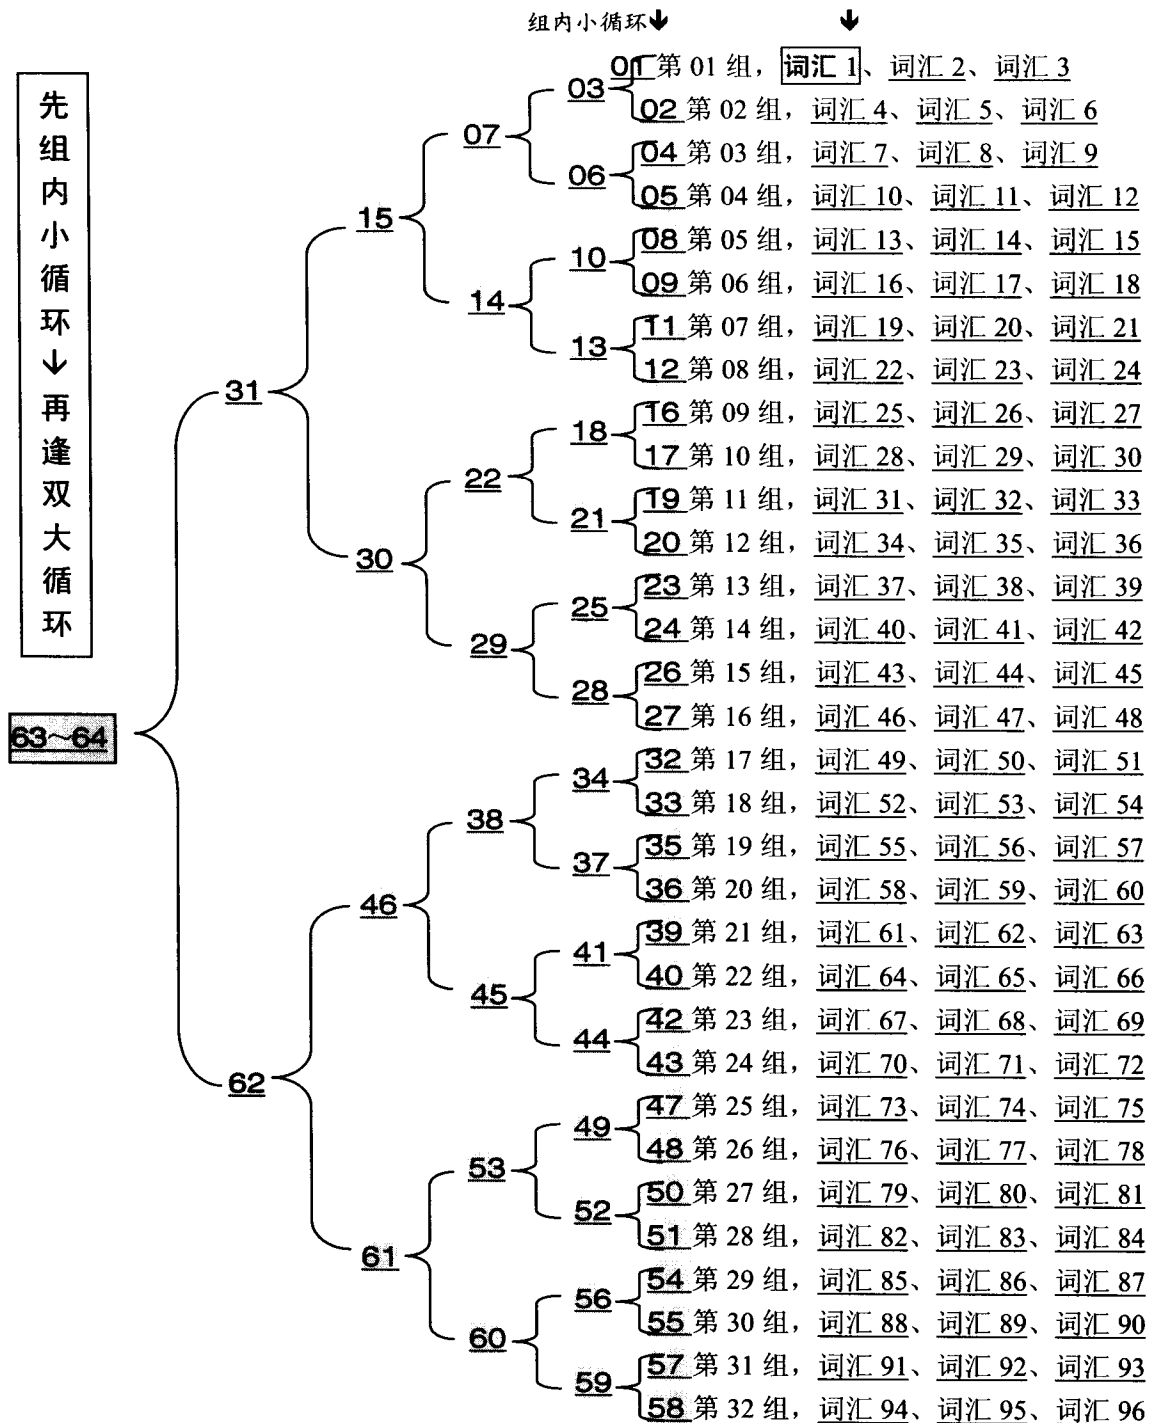 组内小循环↓ ↓
先组内小循环↓再逢双大循环
01 第 01 组，词汇 1、词汇 2、词汇 3
03
02 第 02 组，词汇 4、词汇 5、词汇 6
07
04 第 03 组，词汇 7、词汇 8、词汇 9
06
05 第 04 组，词汇 10、词汇 11、词汇 12
15
08 第 05 组，词汇 13、词汇 14、词汇 15
10
09 第 06 组，词汇 16、词汇 17、词汇 18
14
11 第 07 组，词汇 19、词汇 20、词汇 21
13
12 第 08 组，词汇 22、词汇 23、词汇 24
31
16 第 09 组，词汇 25、词汇 26、词汇 27
18
17 第 10 组，词汇 28、词汇 29、词汇 30
22
19 第 11 组，词汇 31、词汇 32、词汇 33
21
20 第 12 组，词汇 34、词汇 35、词汇 36
30
23 第 13 组，词汇 37、词汇 38、词汇 39
25
24 第 14 组，词汇 40、词汇 41、词汇 42
29
26 第 15 组，词汇 43、词汇 44、词汇 45
28
27 第 16 组，词汇 46、词汇 47、词汇 48
63～64
32 第 17 组，词汇 49、词汇 50、词汇 51
34
33 第 18 组，词汇 52、词汇 53、词汇 54
38
35 第 19 组，词汇 55、词汇 56、词汇 57
37
36 第 20 组，词汇 58、词汇 59、词汇 60
46
39 第 21 组，词汇 61、词汇 62、词汇 63
41
40 第 22 组，词汇 64、词汇 65、词汇 66
45
42 第 23 组，词汇 67、词汇 68、词汇 69
44
43 第 24 组，词汇 70、词汇 71、词汇 72
62
47 第 25 组，词汇 73、词汇 74、词汇 75
49
48 第 26 组，词汇 76、词汇 77、词汇 78
53
50 第 27 组，词汇 79、词汇 80、词汇 81
52
51 第 28 组，词汇 82、词汇 83、词汇 84
61
54 第 29 组，词汇 85、词汇 86、词汇 87
56
55 第 30 组，词汇 88、词汇 89、词汇 90
60
57 第 31 组，词汇 91、词汇 92、词汇 93
59
58 第 32 组，词汇 94、词汇 95、词汇 96